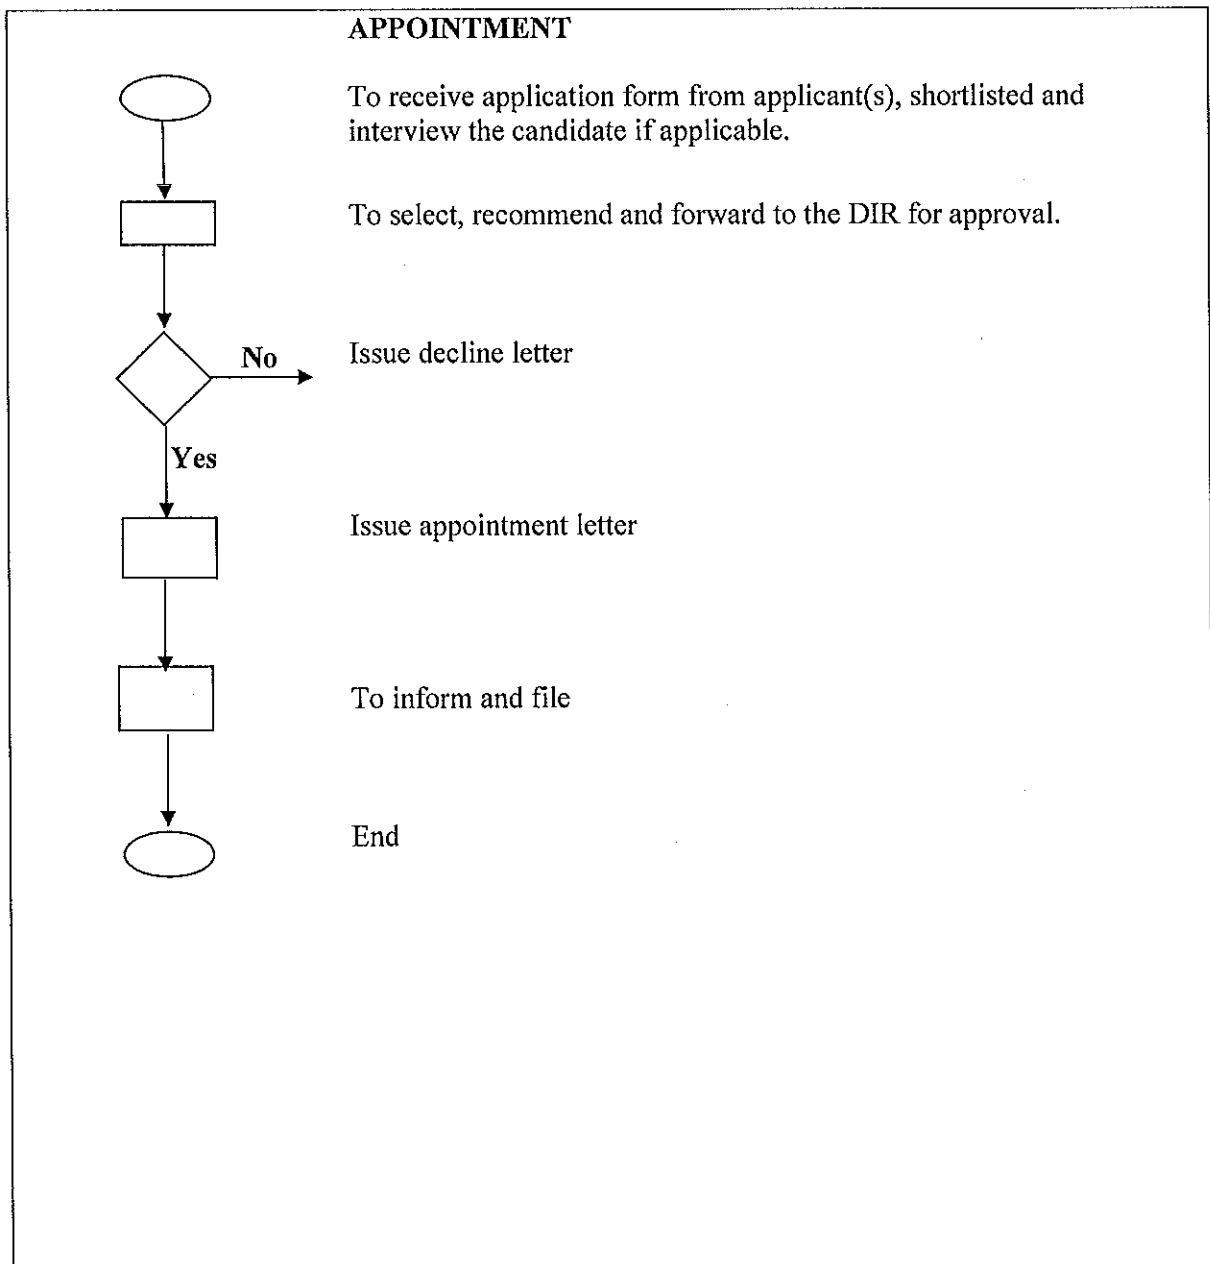 APPOINTMENT
To receive application form from applicant(s), shortlisted and
interview the candidate if applicable.
To select, recommend and forward to the DIR for approval.
No
Issue decline letter
Yes
Issue appointment letter
To inform and file
End